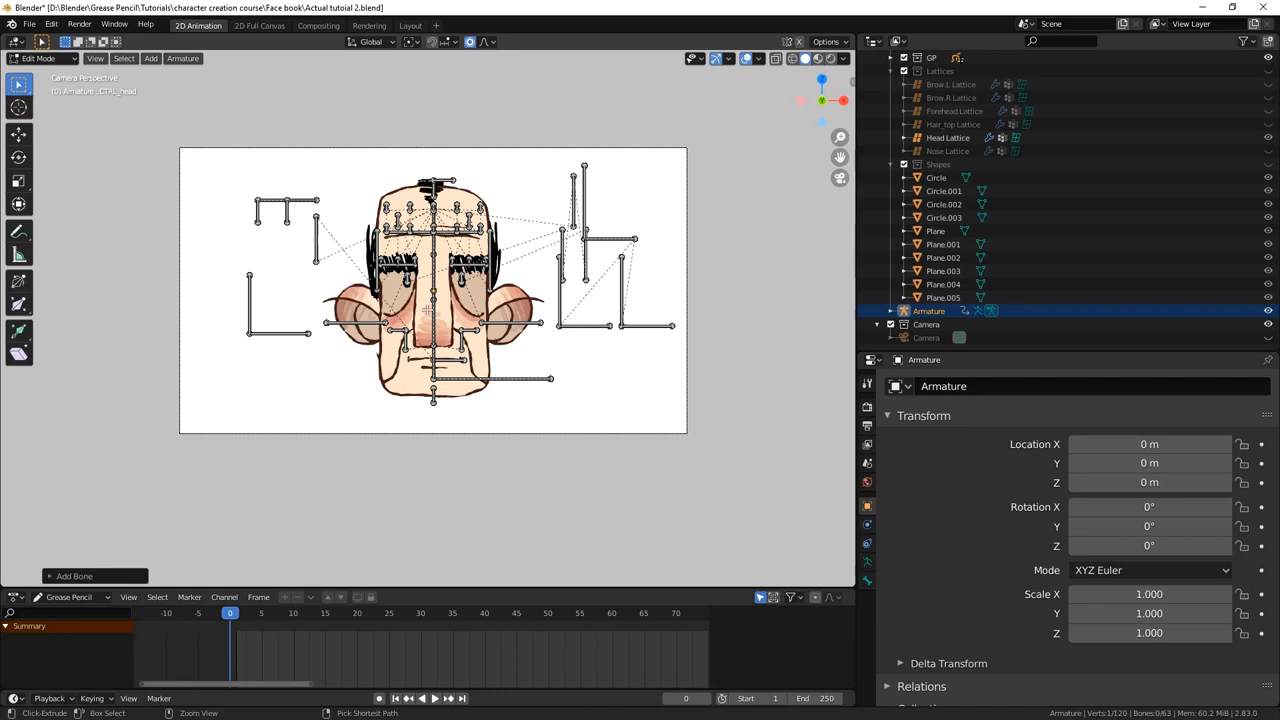 Blender* [D:\Blender\Grease Pencil\Tutorials\character creation course\Face book\Actual tutoial 2.blend]
File Edit Render Window Help 2D Animation 2D Full Canvas Compositing Rendering Layout Scene View Layer
Global Options
Edit Mode View Select Add Armature
Camera Perspective
(0) Armature : CTRL_head
Z
X
Y
GP 12
Lattices
Brow.L Lattice
Brow.R Lattice
Forehead Lattice
Hair_top Lattice
Head Lattice
Nose Lattice
Shapes
Circle
Circle.001
Circle.002
Circle.003
Plane
Plane.001
Plane.002
Plane.003
Plane.004
Plane.005
Armature
Camera
Camera
Armature
Armature
Transform
Location X 0 m
Y 0 m
Z 0 m
Rotation X 0°
Y 0°
Z 0°
Mode XYZ Euler
Scale X 1.000
Y 1.000
Z 1.000
Delta Transform
Relations
Add Bone
Grease Pencil View Select Marker Channel Frame
-10 -5 0 5 10 15 20 25 30 35 40 45 50 55 60 65 70
Summary
Playback Keying View Marker 0 Start 1 End 250
Click-Extrude Box Select Zoom View Pick Shortest Path Armature | Verts:1/120 | Bones:0/63 | Mem: 60.2 MiB | 2.83.0